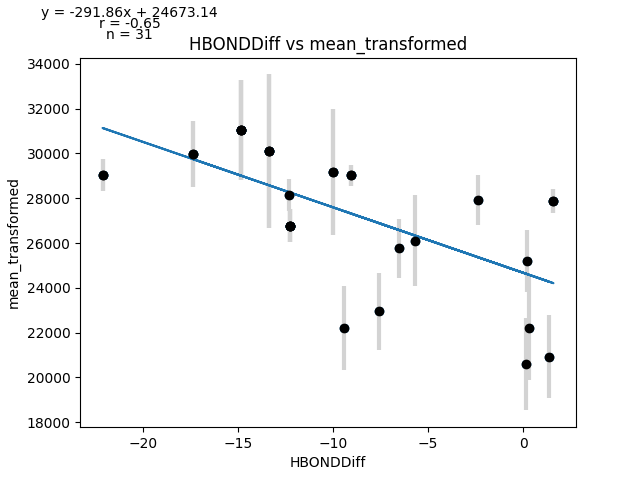 y = -291.86x + 24673.14
r = -0.65
n = 31
HBONDDiff vs mean_transformed
34000
32000
30000
28000
26000
24000
22000
20000
18000
mean_transformed
−20
−15
−10
−5
0
HBONDDiff